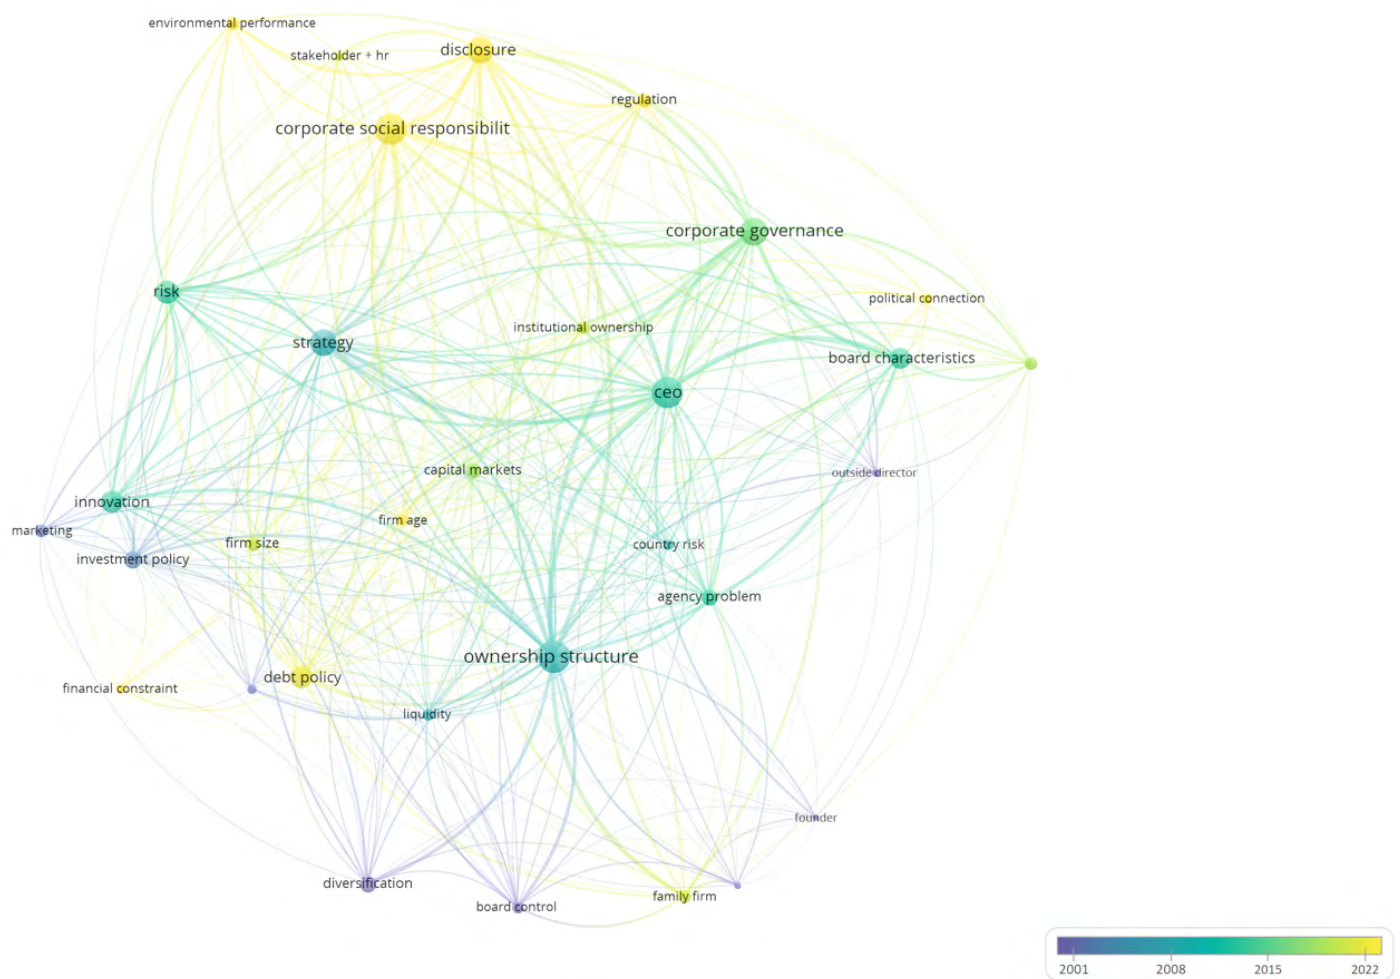 environmental performance
stakeholder + hr
disclosure
regulation
corporate social responsibilit
corporate governance
risk
political connection
institutional ownership
strategy
board characteristics
ceo
capital markets
outside director
innovation
firm age
marketing
firm size
country risk
investment policy
agency problem
ownership structure
debt policy
financial constraint
liquidity
founder
diversification
family firm
board control
2001 2008 2015 2022